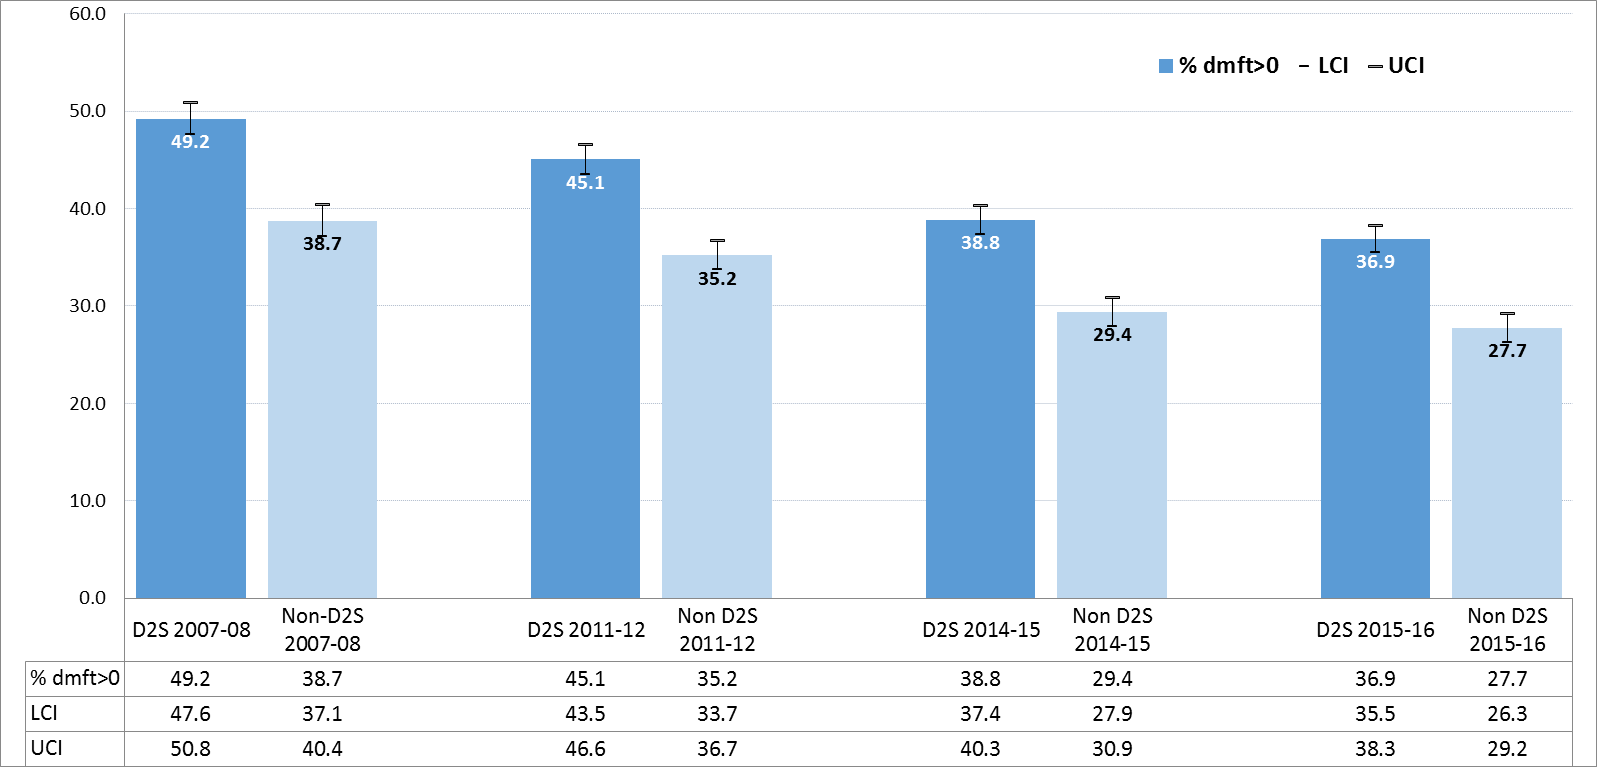 60.0
% dmft>0 LCI UCI
50.0
49.2
45.1
40.0
38.7
38.8
36.9
35.2
30.0
29.4
27.7
20.0
10.0
0.0
D2S 2007-08
Non-D2S
2007-08
D2S 2011-12
Non D2S
2011-12
D2S 2014-15
Non D2S
2014-15
D2S 2015-16
Non D2S
2015-16
% dmft>0 49.2 38.7 45.1 35.2 38.8 29.4 36.9 27.7
LCI 47.6 37.1 43.5 33.7 37.4 27.9 35.5 26.3
UCI 50.8 40.4 46.6 36.7 40.3 30.9 38.3 29.2